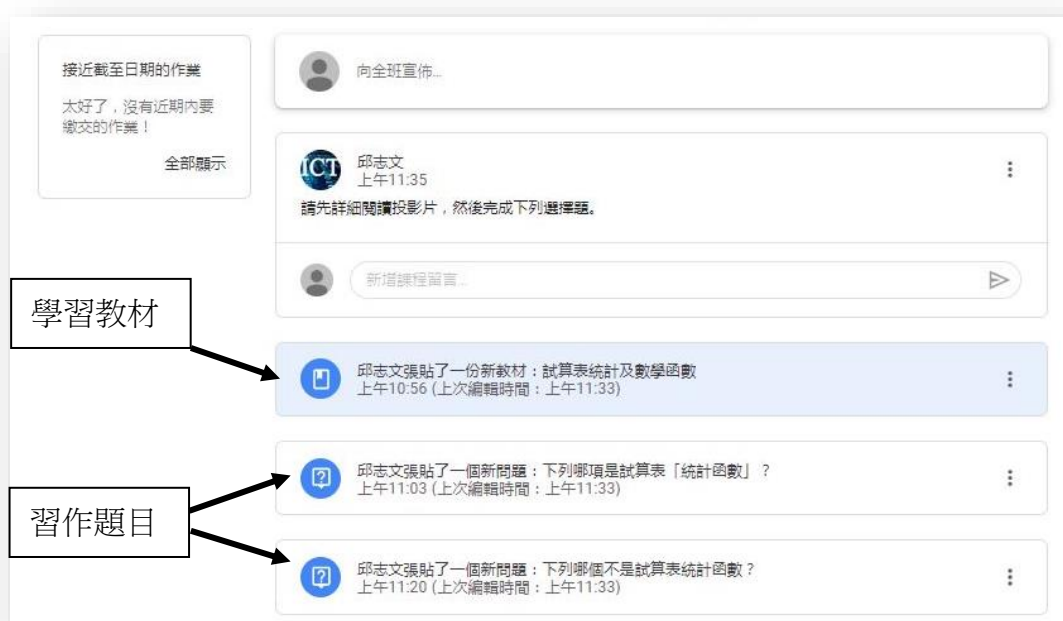 接近截至日期的作業
太好了，沒有近期內要
繳交的作業！
全部顯示
向全班宣佈...
ICT
邱志文
上午11:35
請先詳細閱讀投影片，然後完成下列選擇題。
新增課程留言...
學習教材
邱志文張貼了一份新教材：試算表統計及數學函數
上午10:56 (上次編輯時間：上午11:33)
邱志文張貼了一個新問題：下列哪項是試算表「統計函數」？
上午11:03 (上次編輯時間：上午11:33)
習作題目
邱志文張貼了一個新問題：下列哪個不是試算表統計函數？
上午11:20 (上次編輯時間：上午11:33)